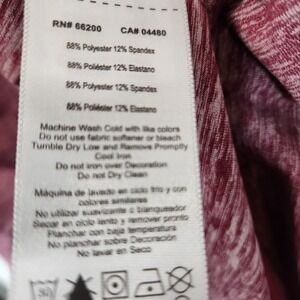 RN# 66200 CA# 04480
88% Polyester 12% Spandex
88% Poliéster 12% Elastano
88% Polyester 12% Spandex
88% Poliéster 12% Elastano
Machine Wash Cold with like colors
Do not use fabric softener or bleach
Tumble Dry Low and Remove Promptly
Cool Iron
Do not iron over Decoration
Do not Dry Clean
Máquina de lavado en ciclo frio y con
colores similares
No utilizar suavizante o blanqueador
Secar en ciclo lento y remover pronto
Planchar con baja temperatura
No planchar sobre Decoración
No Lavar en Seco
30